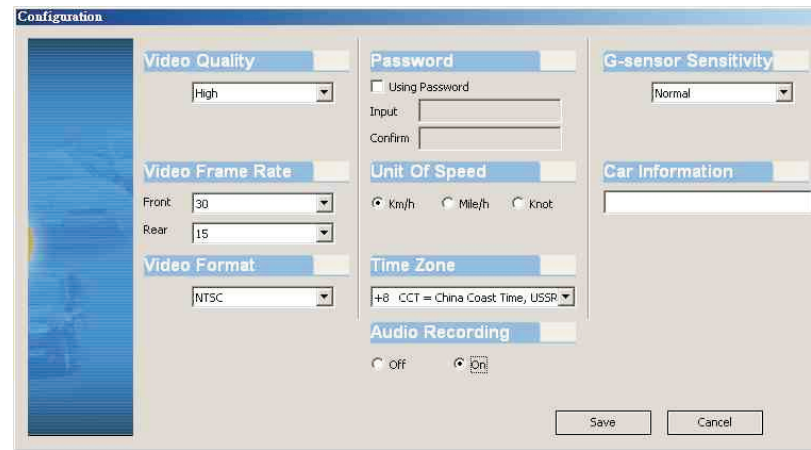 Configuration
Video Quality
High
Video Frame Rate
Front 30
Rear 15
Video Format
NTSC
Password
Using Password
Input
Confirm
Unit Of Speed
Km/h Mile/h Knot
Time Zone
+8 CCT = China Coast Time, USSR
Audio Recording
Off On
G-sensor Sensitivity
Normal
Car Information
Save Cancel